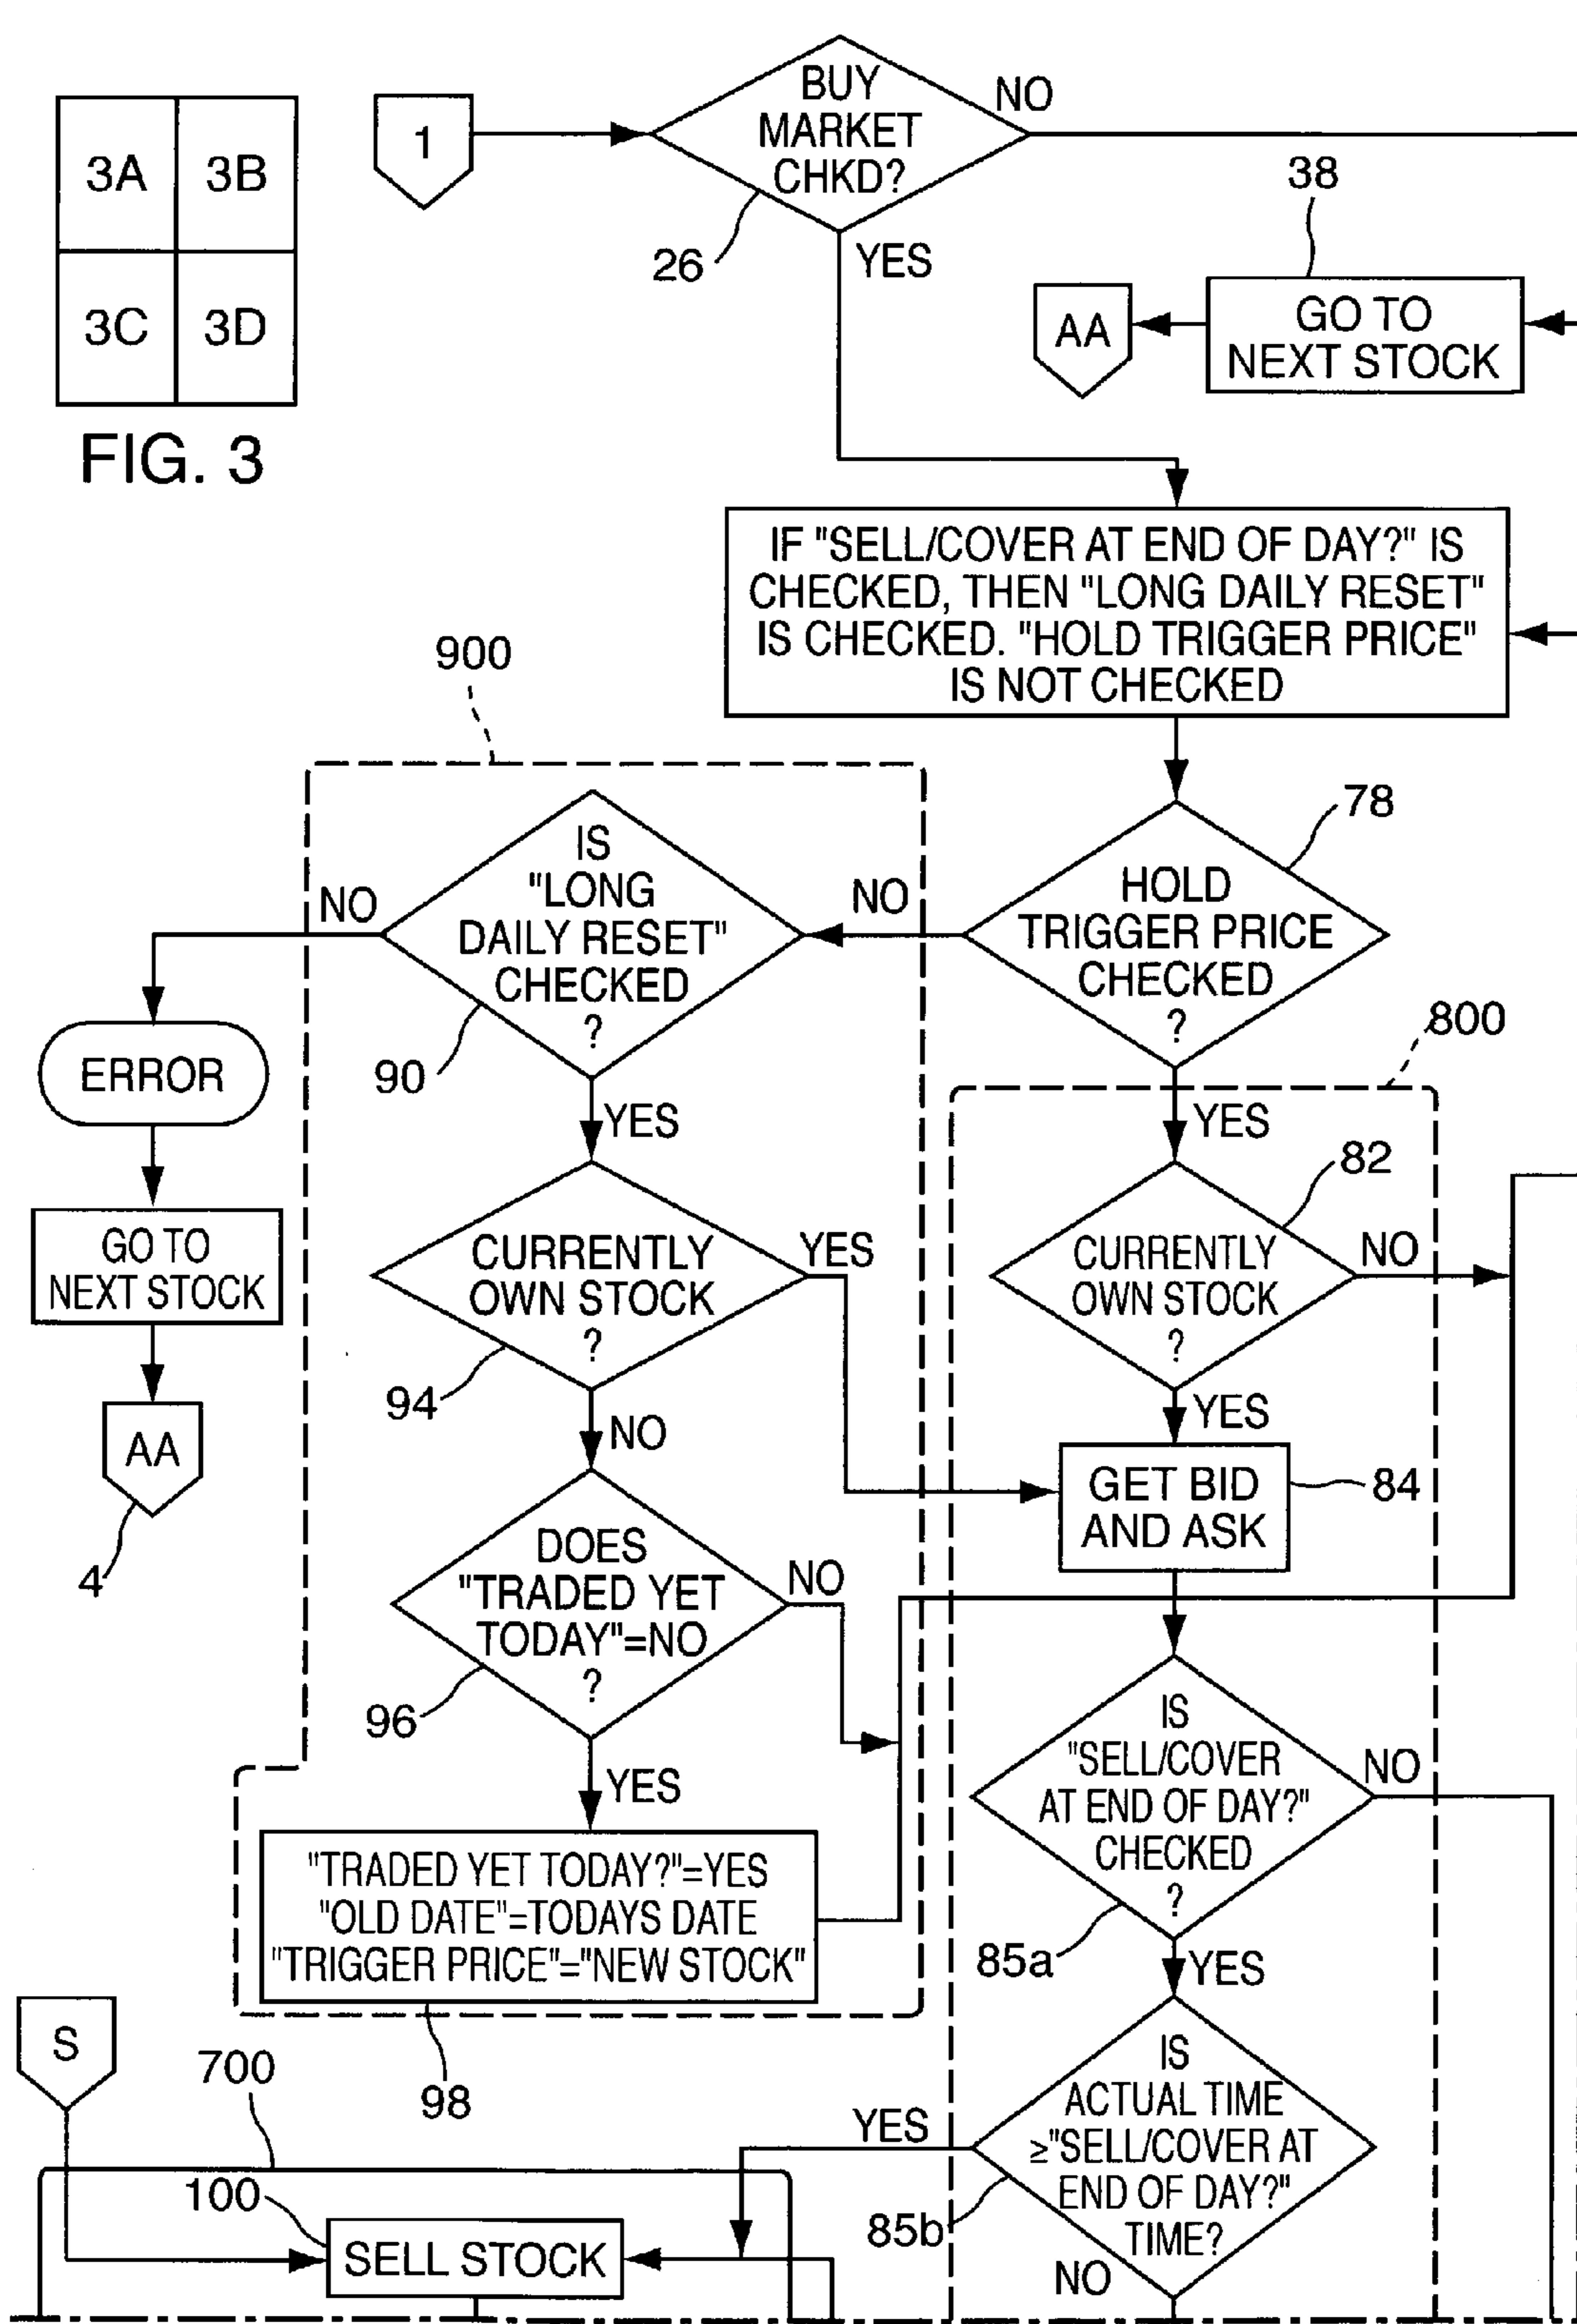 3A
3B
3C
3D
FIG. 3
1
BUY
MARKET
CHKD?
NO
26
YES
38
AA
GO TO
NEXT STOCK
IF "SELL/COVER AT END OF DAY?" IS
CHECKED, THEN "LONG DAILY RESET"
IS CHECKED. "HOLD TRIGGER PRICE"
IS NOT CHECKED
900
78
IS
"LONG
DAILY RESET"
CHECKED
?
NO
NO
HOLD
TRIGGER PRICE
CHECKED
?
90
YES
800
YES
ERROR
GO TO
NEXT STOCK
AA
4
CURRENTLY
OWN STOCK
?
YES
94
NO
82
CURRENTLY
OWN STOCK
?
NO
YES
GET BID
AND ASK
84
DOES
"TRADED YET
TODAY"=NO
?
NO
96
YES
IS
"SELL/COVER
AT END OF DAY?"
CHECKED
?
NO
85a
YES
"TRADED YET TODAY?"=YES
"OLD DATE"=TODAYS DATE
"TRIGGER PRICE"="NEW STOCK"
98
S
700
100
SELL STOCK
YES
IS
ACTUAL TIME
≥"SELL/COVER AT
END OF DAY?"
TIME?
85b
NO